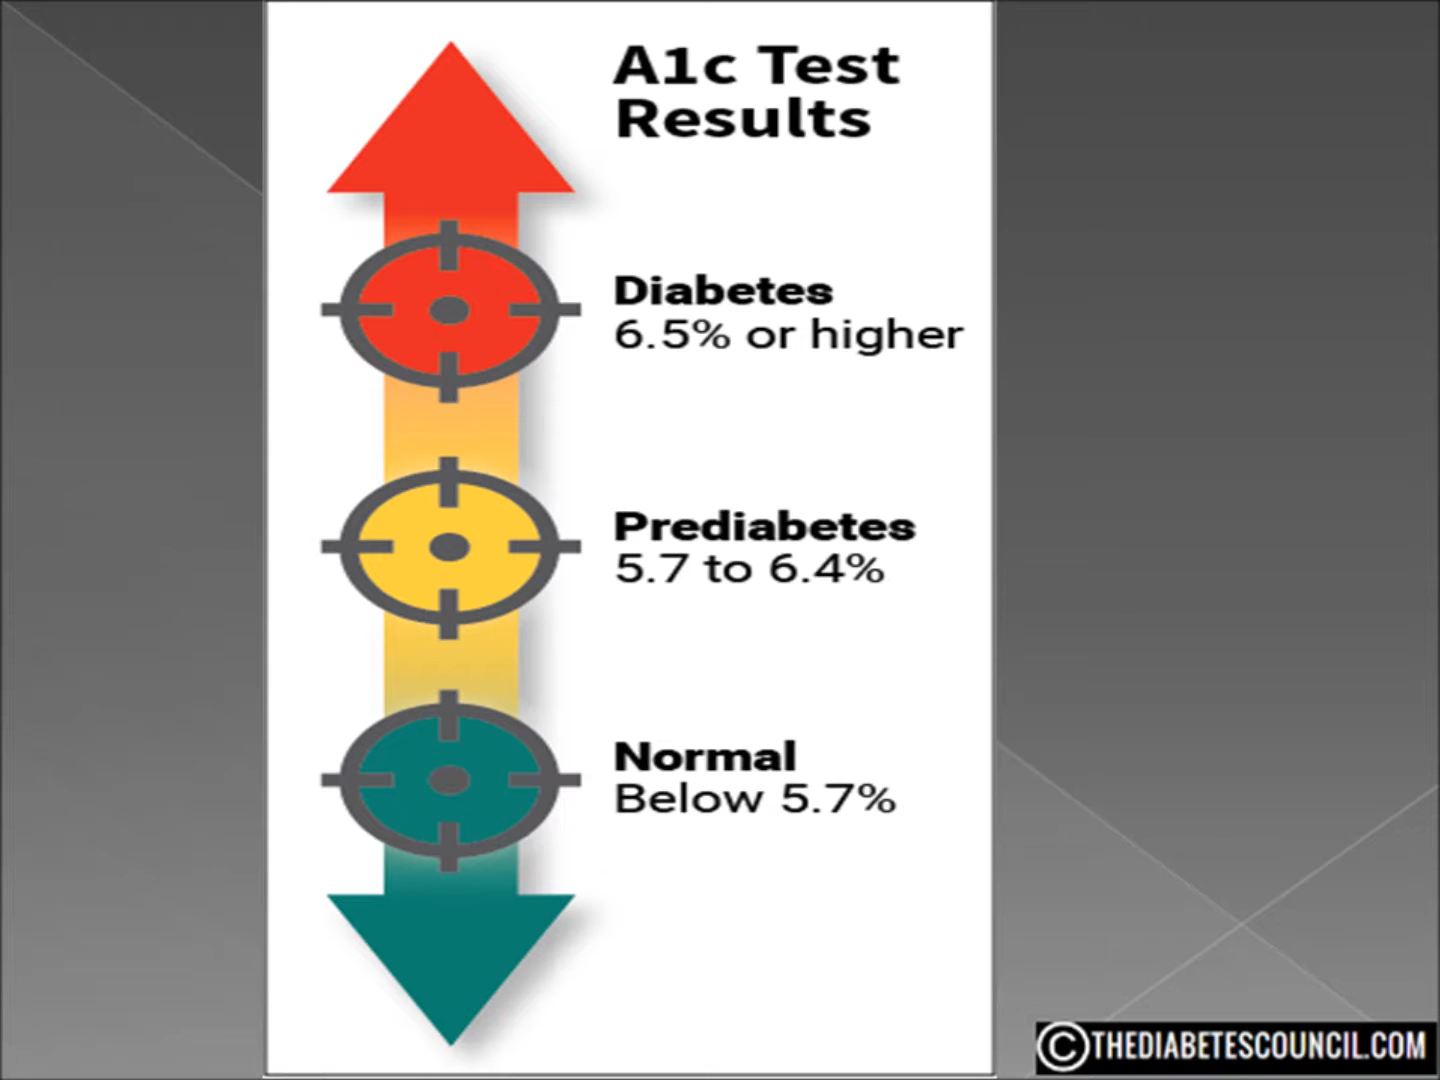 A1c Test
Results
Diabetes
6.5% or higher
Prediabetes
5.7 to 6.4%
Normal
Below 5.7%
©THEDIABETESCOUNCIL.COM